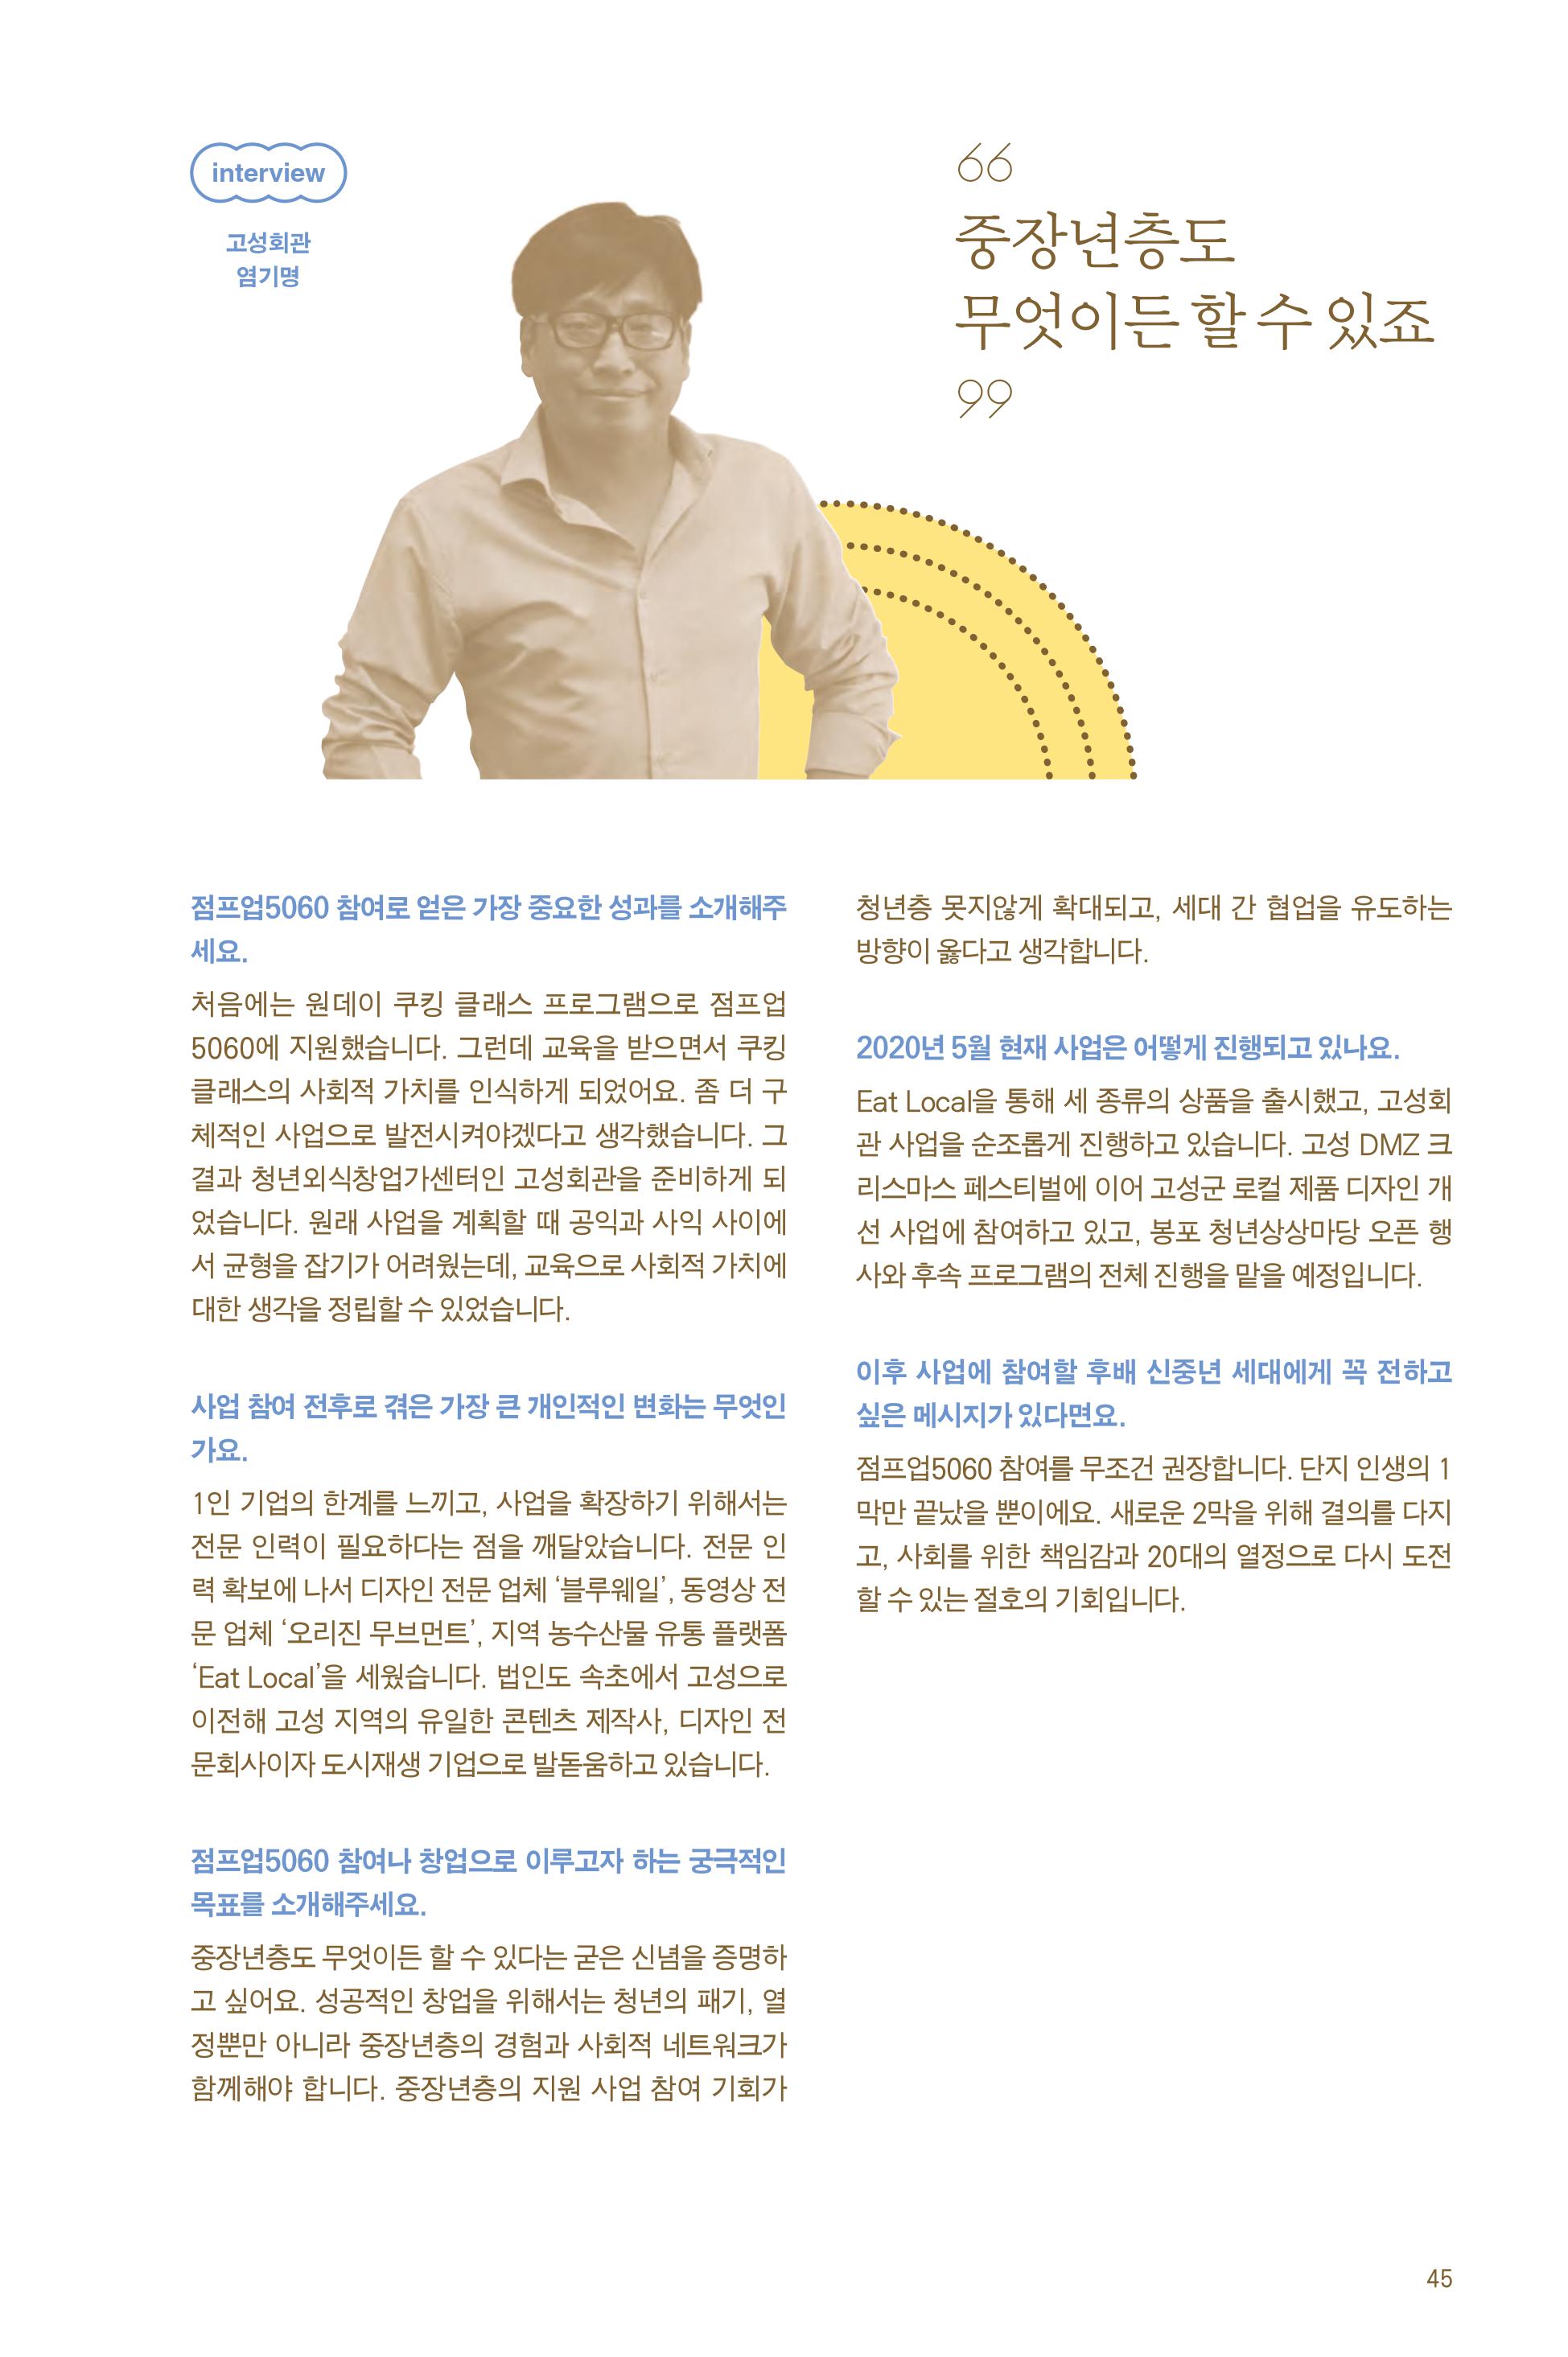 interview
고성회관
염기명
“
중장년층도
무엇이든 할 수 있죠
”
점프업5060 참여로 얻은 가장 중요한 성과를 소개해주
세요.
처음에는 원데이 쿠킹 클래스 프로그램으로 점프업
5060에 지원했습니다. 그런데 교육을 받으면서 쿠킹
클래스의 사회적 가치를 인식하게 되었어요. 좀 더 구
체적인 사업으로 발전시켜야겠다고 생각했습니다. 그
결과 청년외식창업가센터인 고성회관을 준비하게 되
었습니다. 원래 사업을 계획할 때 공익과 사익 사이에
서 균형을 잡기가 어려웠는데, 교육으로 사회적 가치에
대한 생각을 정립할 수 있었습니다.
사업 참여 전후로 겪은 가장 큰 개인적인 변화는 무엇인
가요.
1인 기업의 한계를 느끼고, 사업을 확장하기 위해서는
전문 인력이 필요하다는 점을 깨달았습니다. 전문 인
력 확보에 나서 디자인 전문 업체 ‘블루웨일’, 동영상 전
문 업체 ‘오리진 무브먼트’, 지역 농수산물 유통 플랫폼
‘Eat Local’을 세웠습니다. 법인도 속초에서 고성으로
이전해 고성 지역의 유일한 콘텐츠 제작사, 디자인 전
문회사이자 도시재생 기업으로 발돋움하고 있습니다.
점프업5060 참여나 창업으로 이루고자 하는 궁극적인
목표를 소개해주세요.
중장년층도 무엇이든 할 수 있다는 굳은 신념을 증명하
고 싶어요. 성공적인 창업을 위해서는 청년의 패기, 열
정뿐만 아니라 중장년층의 경험과 사회적 네트워크가
함께해야 합니다. 중장년층의 지원 사업 참여 기회가
청년층 못지않게 확대되고, 세대 간 협업을 유도하는
방향이 옳다고 생각합니다.
2020년 5월 현재 사업은 어떻게 진행되고 있나요.
Eat Local을 통해 세 종류의 상품을 출시했고, 고성회
관 사업을 순조롭게 진행하고 있습니다. 고성 DMZ 크
리스마스 페스티벌에 이어 고성군 로컬 제품 디자인 개
선 사업에 참여하고 있고, 봉포 청년상상마당 오픈 행
사와 후속 프로그램의 전체 진행을 맡을 예정입니다.
이후 사업에 참여할 후배 신중년 세대에게 꼭 전하고
싶은 메시지가 있다면요.
점프업5060 참여를 무조건 권장합니다. 단지 인생의 1
막만 끝났을 뿐이에요. 새로운 2막을 위해 결의를 다지
고, 사회를 위한 책임감과 20대의 열정으로 다시 도전
할 수 있는 절호의 기회입니다.
45